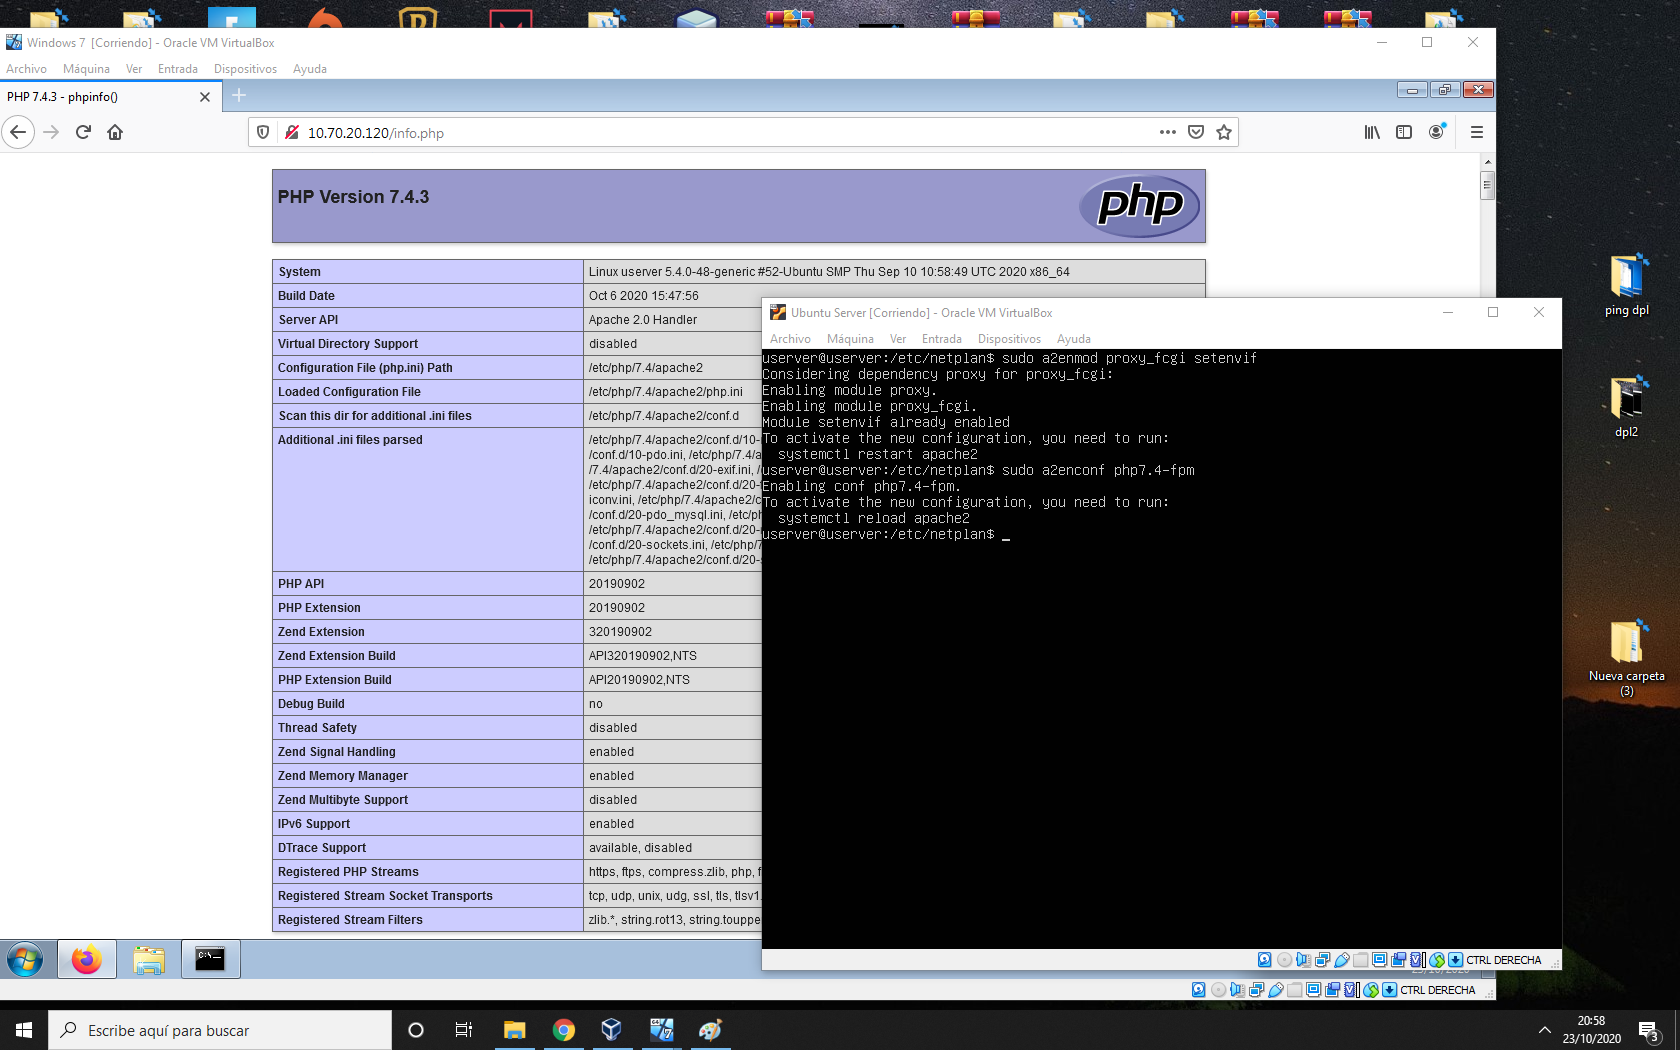 Windows 7 [Corriendo] - Oracle VM VirtualBox
Archivo Máquina Ver Entrada Dispositivos Ayuda
PHP 7.4.3 - phpinfo()
10.70.20.120/info.php
PHP Version 7.4.3
php
System Linux userver 5.4.0-48-generic #52-Ubuntu SMP Thu Sep 10 10:58:49 UTC 2020 x86_64
Build Date Oct 6 2020 15:47:56
Server API Apache 2.0 Handler
Virtual Directory Support disabled
Configuration File (php.ini) Path /etc/php/7.4/apache2
Loaded Configuration File /etc/php/7.4/apache2/php.ini
Scan this dir for additional .ini files /etc/php/7.4/apache2/conf.d
Additional .ini files parsed /etc/php/7.4/apache2/conf.d/10-
/conf.d/10-pdo.ini, /etc/php/7.4/a
/7.4/apache2/conf.d/20-exif.ini, /
/etc/php/7.4/apache2/conf.d/20-
iconv.ini, /etc/php/7.4/apache2/c
/conf.d/20-pdo_mysql.ini, /etc/ph
/etc/php/7.4/apache2/conf.d/20-
/conf.d/20-sockets.ini, /etc/php/7
/etc/php/7.4/apache2/conf.d/20-
PHP API 20190902
PHP Extension 20190902
Zend Extension 320190902
Zend Extension Build API320190902,NTS
PHP Extension Build API20190902,NTS
Debug Build no
Thread Safety disabled
Zend Signal Handling enabled
Zend Memory Manager enabled
Zend Multibyte Support disabled
IPv6 Support enabled
DTrace Support available, disabled
Registered PHP Streams https, ftps, compress.zlib, php, f
Registered Stream Socket Transports tcp, udp, unix, udg, ssl, tls, tlsv1.
Registered Stream Filters zlib.*, string.rot13, string.toupper
Ubuntu Server [Corriendo] - Oracle VM VirtualBox
Archivo Máquina Ver Entrada Dispositivos Ayuda
userver@userver:/etc/netplan$ sudo a2enmod proxy_fcgi setenvif
Considering dependency proxy for proxy_fcgi:
Enabling module proxy.
Enabling module proxy_fcgi.
Module setenvif already enabled
To activate the new configuration, you need to run:
systemctl restart apache2
userver@userver:/etc/netplan$ sudo a2enconf php7.4-fpm
Enabling conf php7.4-fpm.
To activate the new configuration, you need to run:
systemctl reload apache2
userver@userver:/etc/netplan$ _
CTRL DERECHA
CTRL DERECHA
ping dpl
dpl2
Nueva carpeta
(3)
Escribe aquí para buscar
20:58
23/10/2020
3